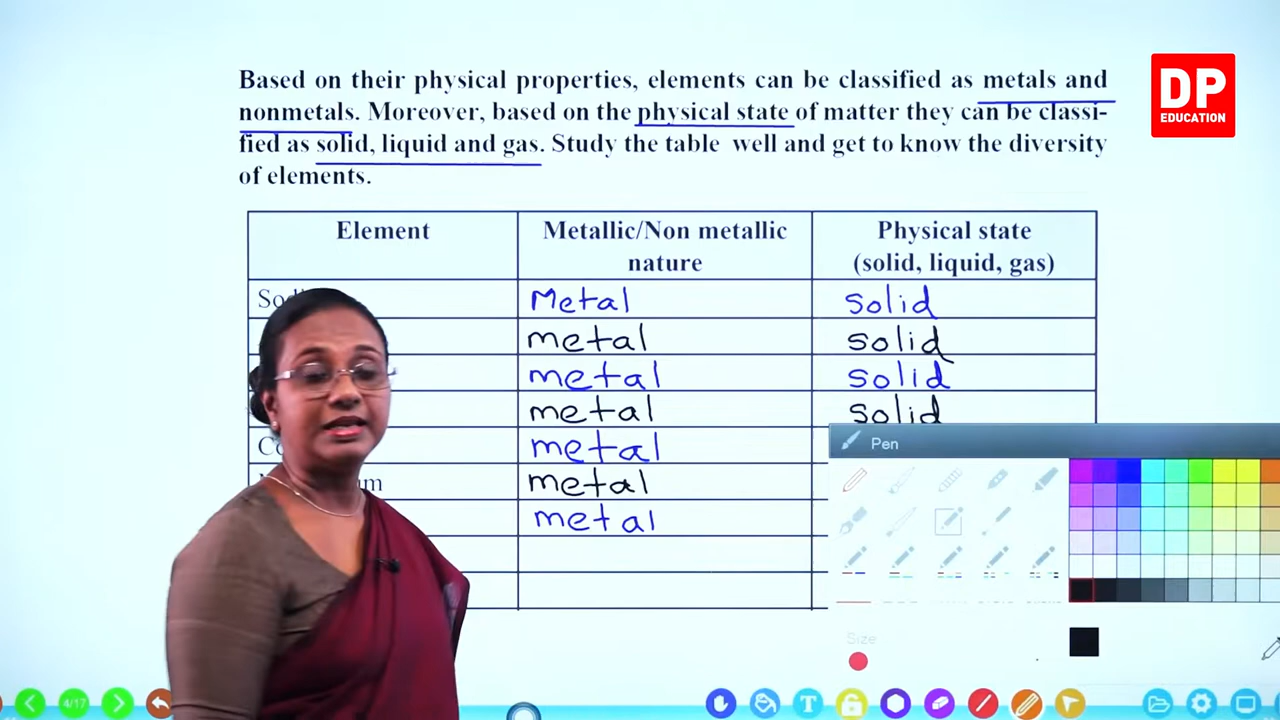 DP
EDUCATION
Based on their physical properties, elements can be classified as metals and
nonmetals. Moreover, based on the physical state of matter they can be classi-
fied as solid, liquid and gas. Study the table well and get to know the diversity
of elements.
Element Metallic/Non metallic nature Physical state (solid, liquid, gas)
Metal solid
metal solid
metal solid
metal solid
metal
metal
metal
Pen
Size
4/17
T